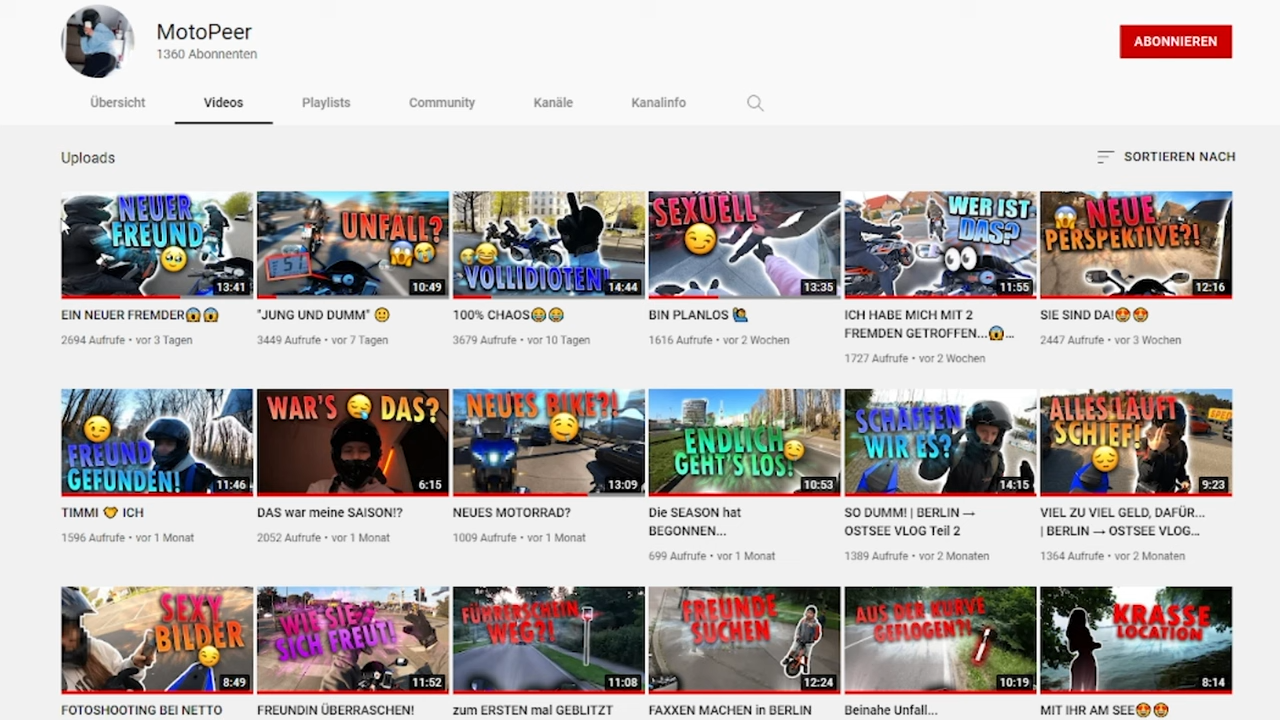 MotoPeer
1360 Abonnenten
ABONNIEREN
Übersicht Videos Playlists Community Kanäle Kanalinfo
Uploads
SORTIEREN NACH
NEUER
FREUND
13:41
UNFALL?
57
10:49
VOLLIDIOTEN!
14:44
SEXUELL
13:35
WER IST
DAS?
11:55
NEUE
PERSPEKTIVE?!
12:16
EIN NEUER FREMDER😱😱
2694 Aufrufe • vor 3 Tagen
"JUNG UND DUMM" 🙂
3449 Aufrufe • vor 7 Tagen
100% CHAOS😂😂
3679 Aufrufe • vor 10 Tagen
BIN PLANLOS 🙋
1616 Aufrufe • vor 2 Wochen
ICH HABE MICH MIT 2
FREMDEN GETROFFEN...😱...
1727 Aufrufe • vor 2 Wochen
SIE SIND DA!😍😍
2447 Aufrufe • vor 3 Wochen
FREUND
GEFUNDEN!
11:46
WAR'S DAS?
6:15
NEUES BIKE?!
13:09
ENDLICH
GEHT'S LOS!
10:53
SCHAFFEN
WIR ES?
14:15
ALLES LÄUFT
SCHIEF!
9:23
TIMMI 🐶 ICH
1596 Aufrufe • vor 1 Monat
DAS war meine SAISON!?
2052 Aufrufe • vor 1 Monat
NEUES MOTORRAD?
1009 Aufrufe • vor 1 Monat
Die SEASON hat
BEGONNEN...
699 Aufrufe • vor 1 Monat
SO DUMM! | BERLIN →
OSTSEE VLOG Teil 2
1389 Aufrufe • vor 2 Monaten
VIEL ZU VIEL GELD, DAFÜR...
| BERLIN → OSTSEE VLOG...
1364 Aufrufe • vor 2 Monaten
SEXY
BILDER
8:49
WIE SIE
SICH FREUT!
11:52
FÜHRERSCHEIN
WEG?!
11:08
FREUNDE
SUCHEN
12:24
AUS DER KURVE
GEFLOGEN?!
10:19
KRASSE
LOCATION
8:14
FOTOSHOOTING BEI NETTO
FREUNDIN ÜBERRASCHEN!
zum ERSTEN mal GEBLITZT
FAXXEN MACHEN in BERLIN
Beinahe Unfall...
MIT IHR AM SEE😍😍